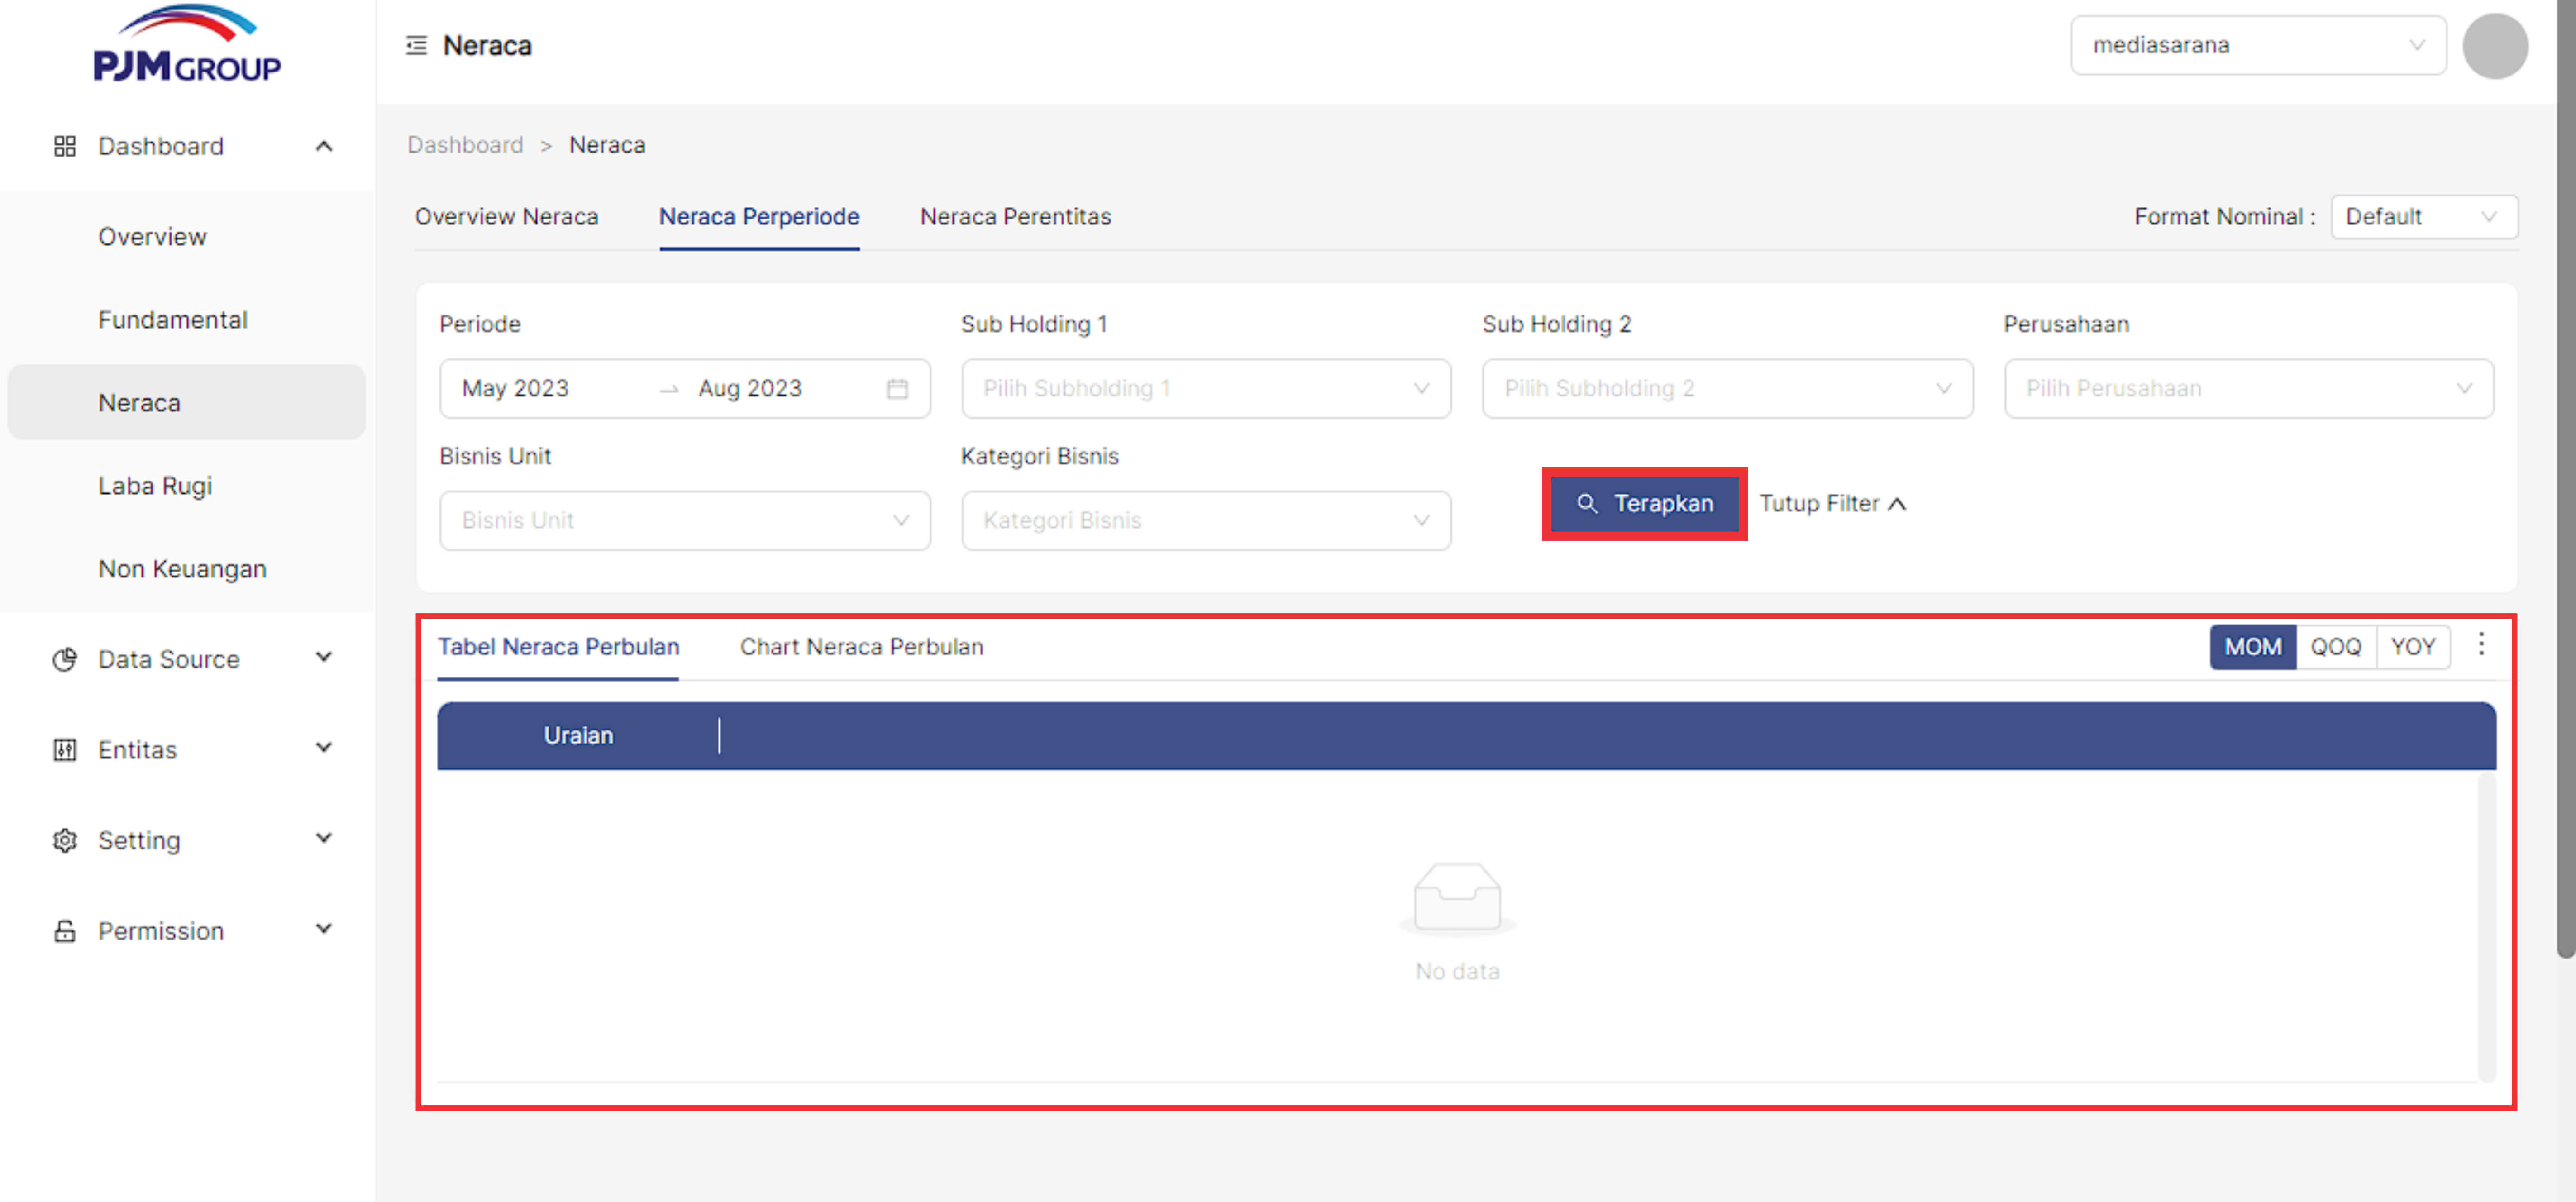 PJM GROUP
Neraca
mediasarana
Dashboard
Overview
Fundamental
Neraca
Laba Rugi
Non Keuangan
Data Source
Entitas
Setting
Permission
Dashboard > Neraca
Overview Neraca Neraca Perperiode Neraca Perentitas Format Nominal : Default
Periode Sub Holding 1 Sub Holding 2 Perusahaan
May 2023 → Aug 2023 Pilih Subholding 1 Pilih Subholding 2 Pilih Perusahaan
Bisnis Unit Kategori Bisnis
Bisnis Unit Kategori Bisnis Terapkan Tutup Filter
Tabel Neraca Perbulan Chart Neraca Perbulan MOM QOQ YOY
Uraian
No data